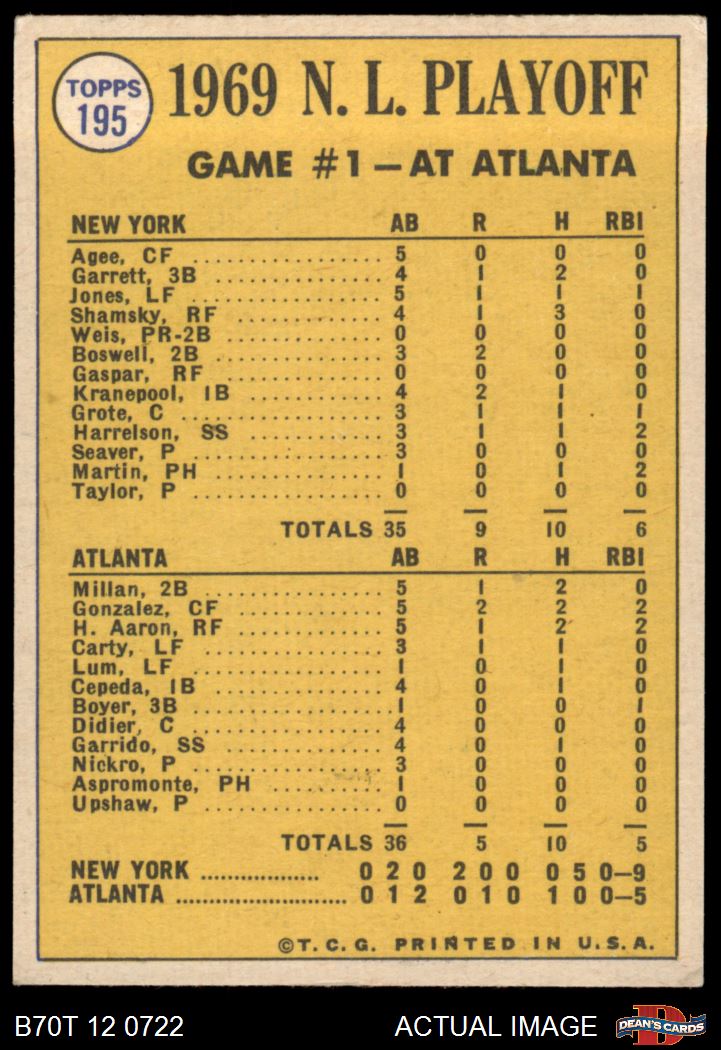 TOPPS
195
1969 N. L. PLAYOFF
GAME #1 — AT ATLANTA
NEW YORK AB R H RBI
Agee, CF .................. 5 0 0 0
Garrett, 3B ................ 4 1 2 0
Jones, LF .................. 5 1 1 1
Shamsky, RF .............. 4 1 3 0
Weis, PR-2B .............. 0 0 0 0
Boswell, 2B ............... 3 2 0 0
Gaspar, RF ............... 0 0 0 0
Kranepool, 1B ............ 4 2 1 0
Grote, C ................... 3 1 1 1
Harrelson, SS ............ 3 1 1 2
Seaver, P .................. 3 0 0 0
Martin, PH ................ 1 0 1 2
Taylor, P .................. 0 0 0 0
TOTALS 35 9 10 6
ATLANTA AB R H RBI
Millan, 2B ................. 5 1 2 0
Gonzalez, CF .............. 5 2 2 2
H. Aaron, RF .............. 5 1 2 2
Carty, LF .................. 3 1 1 0
Lum, LF .................. 1 0 1 0
Cepeda, 1B ................ 4 0 1 0
Boyer, 3B .................. 1 0 0 1
Didier, C .................. 4 0 0 0
Garrido, SS ............... 4 0 1 0
Nickro, P .................. 3 0 0 0
Aspromonte, PH ........... 1 0 0 0
Upshaw, P ................. 0 0 0 0
TOTALS 36 5 10 5
NEW YORK .................. 0 2 0 2 0 0 0 5 0—9
ATLANTA .......................... 0 1 2 0 1 0 1 0 0—5
©T. C. G. PRINTED IN U. S. A.
B70T 12 0722 ACTUAL IMAGE D DEAN'S CARDS